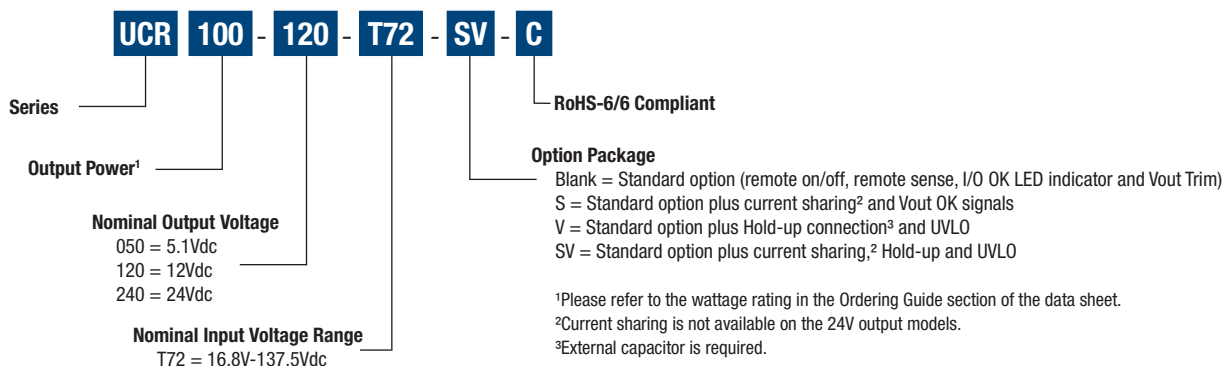 UCR 100 - 120 - T72 - SV - C
Series
RoHS-6/6 Compliant
Output Power¹
Option Package
Blank = Standard option (remote on/off, remote sense, I/O OK LED indicator and Vout Trim)
S = Standard option plus current sharing² and Vout OK signals
V = Standard option plus Hold-up connection³ and UVLO
SV = Standard option plus current sharing,² Hold-up and UVLO
Nominal Output Voltage
050 = 5.1Vdc
120 = 12Vdc
240 = 24Vdc
¹Please refer to the wattage rating in the Ordering Guide section of the data sheet.
²Current sharing is not available on the 24V output models.
³External capacitor is required.
Nominal Input Voltage Range
T72 = 16.8V-137.5Vdc